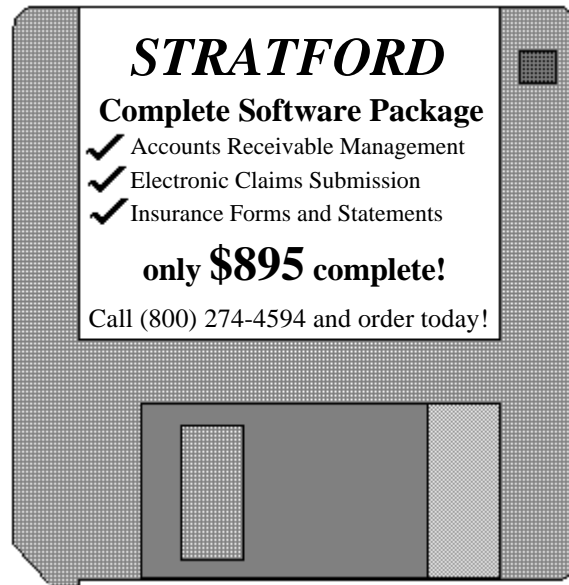 STRATFORD
Complete Software Package
Accounts Receivable Management
Electronic Claims Submission
Insurance Forms and Statements
only $895 complete!
Call (800) 274-4594 and order today!